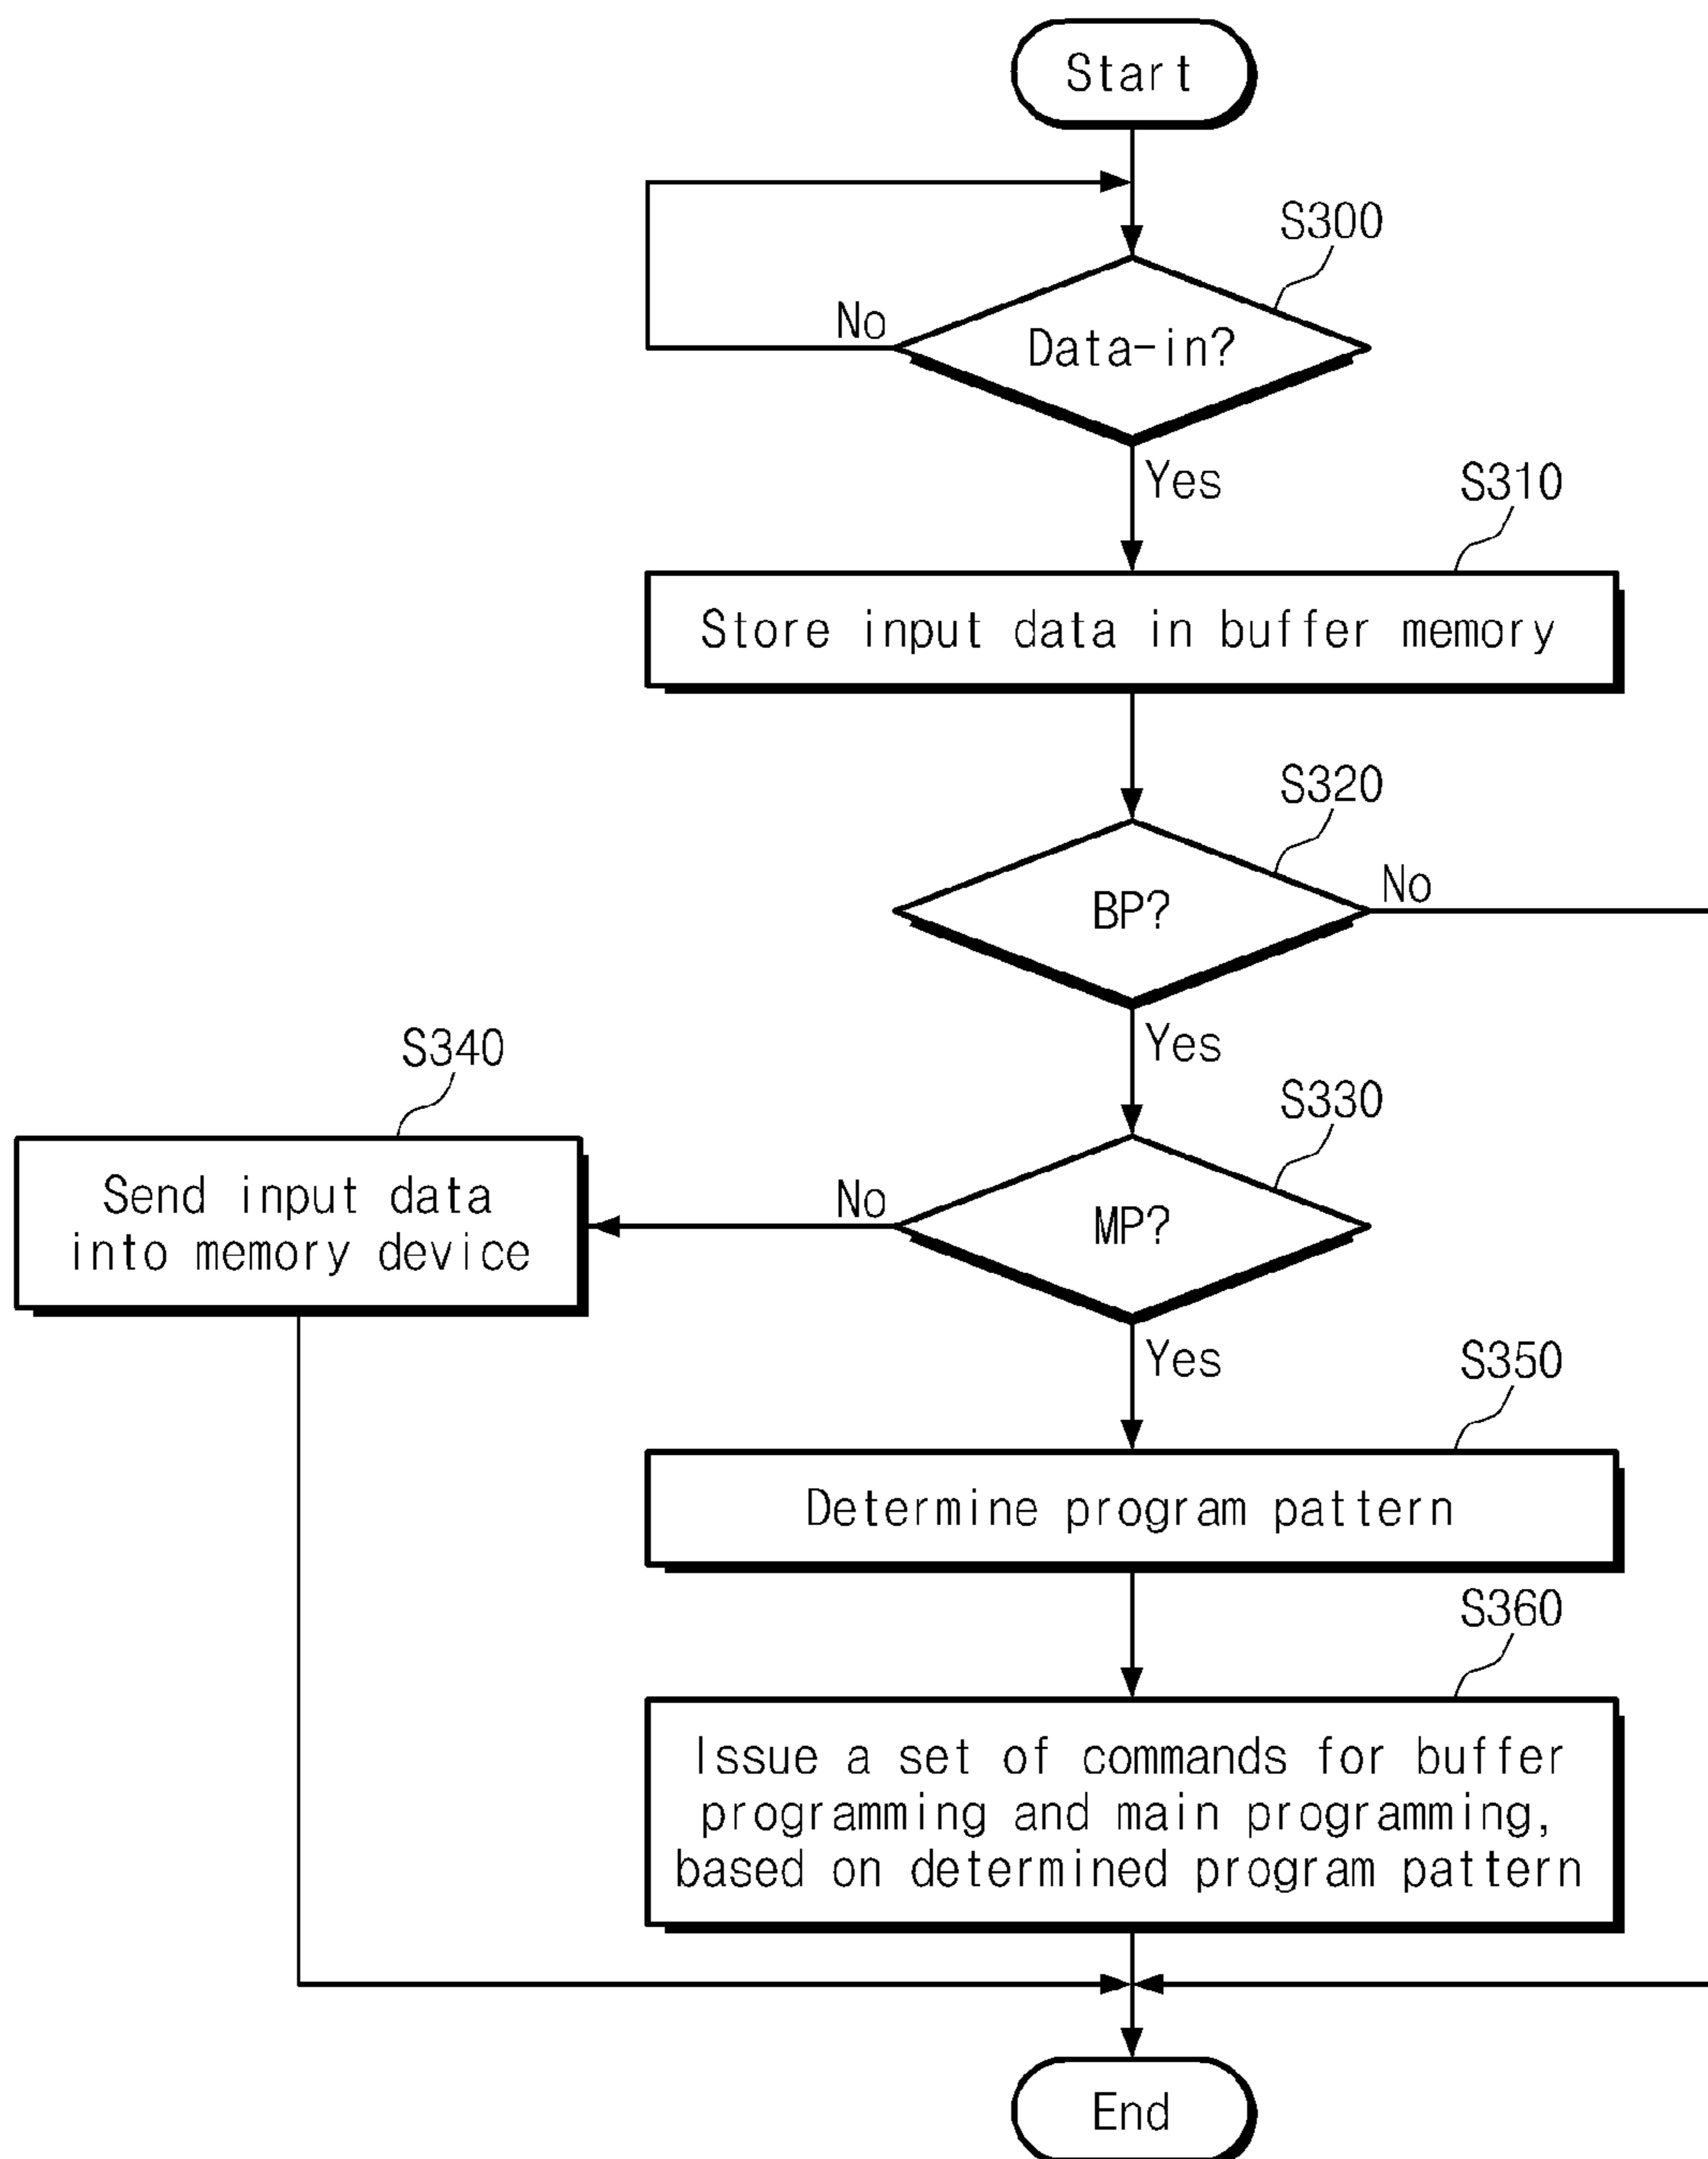 Start
S300
No
Data-in?
Yes
S310
Store input data in buffer memory
S320
No
BP?
Yes
S340
S330
Send input data
into memory device
No
MP?
Yes
S350
Determine program pattern
S360
Issue a set of commands for buffer
programming and main programming,
based on determined program pattern
End